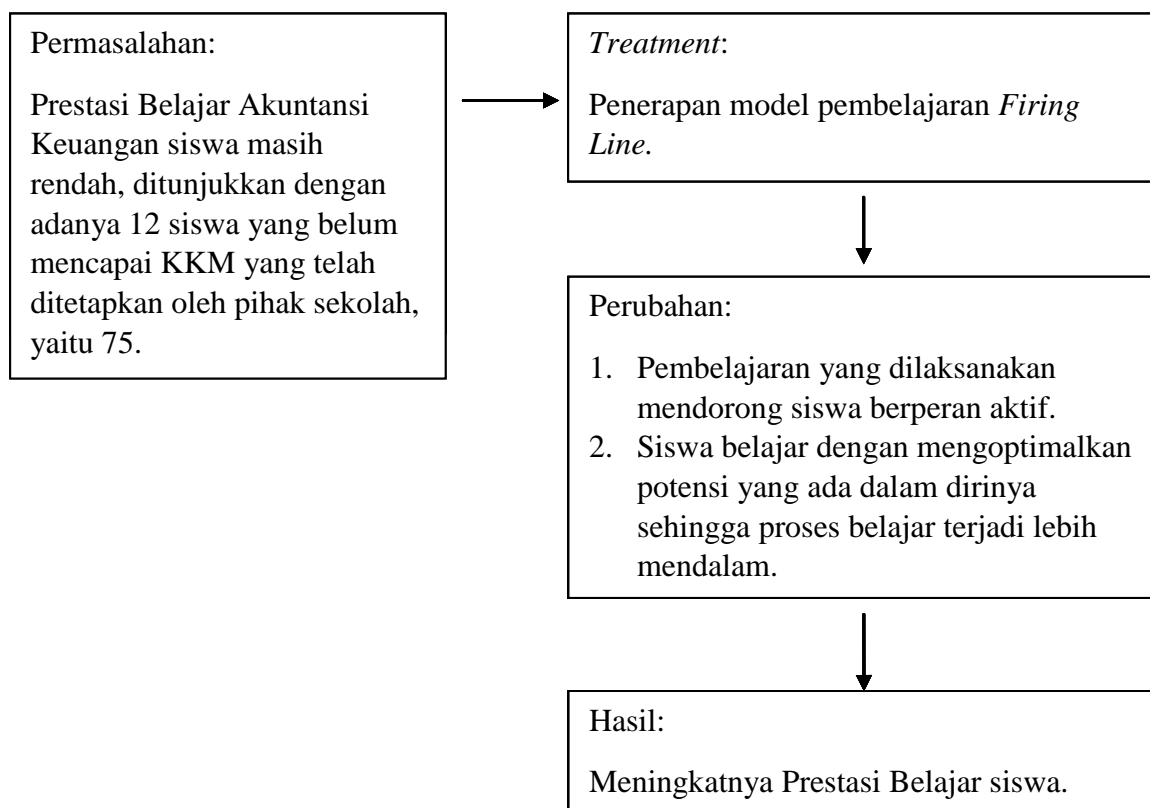 Permasalahan:
Prestasi Belajar Akuntansi
Keuangan siswa masih
rendah, ditunjukkan dengan
adanya 12 siswa yang belum
mencapai KKM yang telah
ditetapkan oleh pihak sekolah,
yaitu 75.
Treatment:
Penerapan model pembelajaran Firing
Line.
Perubahan:
1. Pembelajaran yang dilaksanakan
mendorong siswa berperan aktif.
2. Siswa belajar dengan mengoptimalkan
potensi yang ada dalam dirinya
sehingga proses belajar terjadi lebih
mendalam.
Hasil:
Meningkatnya Prestasi Belajar siswa.